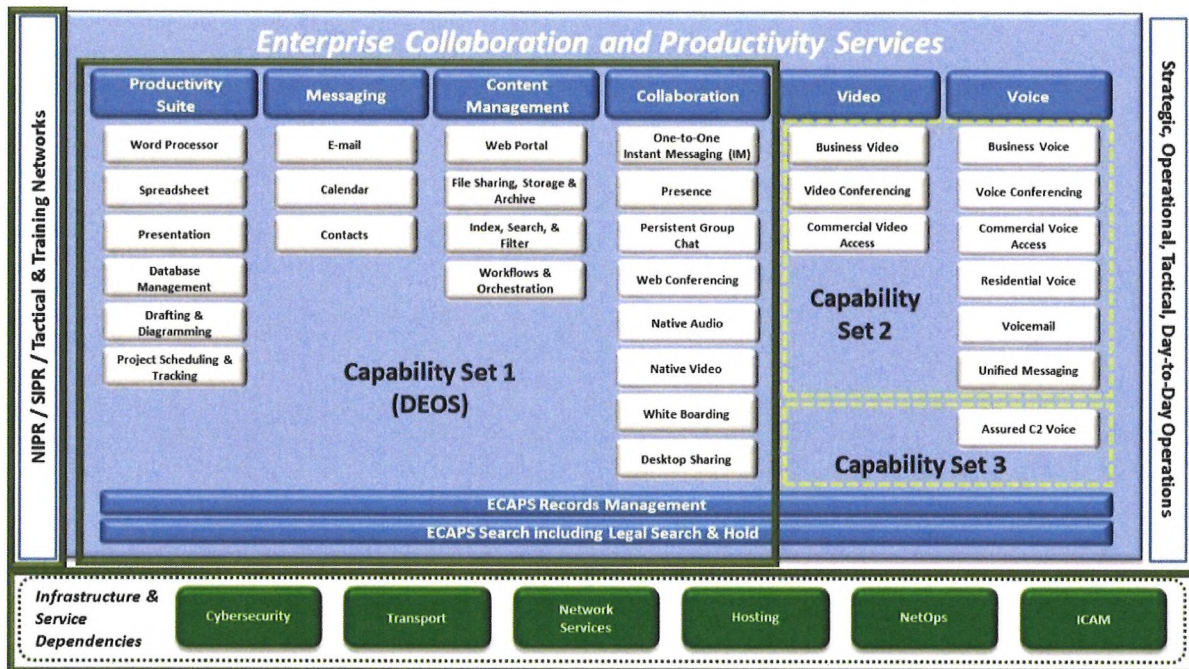 Enterprise Collaboration and Productivity Services
NIPR / SIPR / Tactical & Training Networks
Productivity
Suite
Word Processor
Spreadsheet
Presentation
Database
Management
Drafting &
Diagramming
Project Scheduling &
Tracking
Messaging
E-mail
Calendar
Contacts
Content
Management
Web Portal
File Sharing, Storage &
Archive
Index, Search, &
Filter
Workflows &
Orchestration
Collaboration
One-to-One
Instant Messaging (IM)
Presence
Persistent Group
Chat
Web Conferencing
Native Audio
Native Video
White Boarding
Desktop Sharing
Capability Set 1
(DEOS)
Video
Business Video
Video Conferencing
Commercial Video
Access
Capability
Set 2
Voice
Business Voice
Voice Conferencing
Commercial Voice
Access
Residential Voice
Voicemail
Unified Messaging
Assured C2 Voice
Capability Set 3
ECAPS Records Management
ECAPS Search including Legal Search & Hold
Strategic, Operational, Tactical, Day-to-Day Operations
Infrastructure &
Service
Dependencies
Cybersecurity
Transport
Network
Services
Hosting
NetOps
ICAM